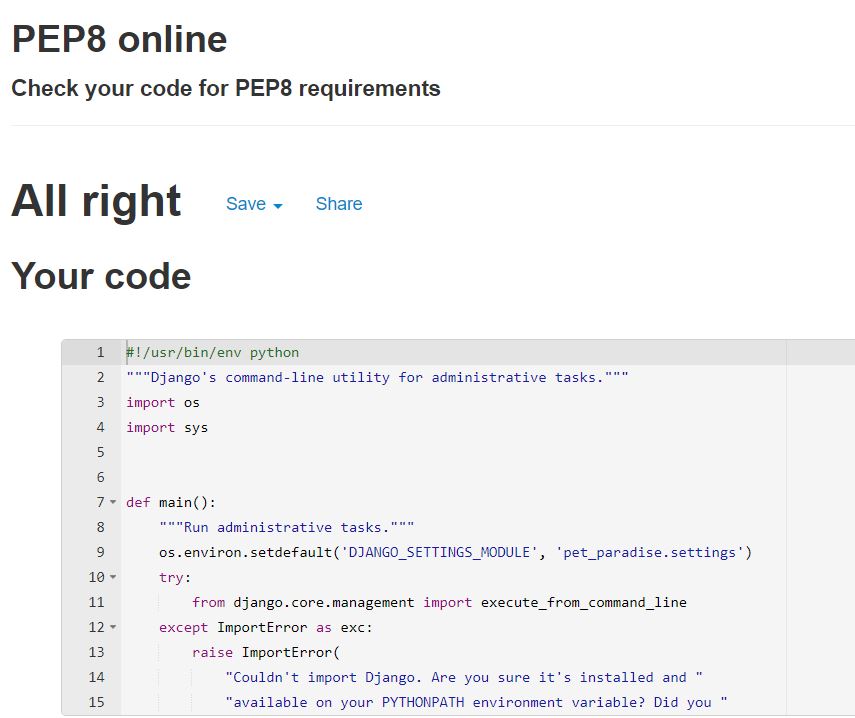 PEP8 online
Check your code for PEP8 requirements
All right Save Share
Your code
1 #!/usr/bin/env python
2 """Django's command-line utility for administrative tasks."""
3 import os
4 import sys
5
6
7 def main():
8     """Run administrative tasks."""
9     os.environ.setdefault('DJANGO_SETTINGS_MODULE', 'pet_paradise.settings')
10     try:
11         from django.core.management import execute_from_command_line
12     except ImportError as exc:
13         raise ImportError(
14             "Couldn't import Django. Are you sure it's installed and "
15             "available on your PYTHONPATH environment variable? Did you "